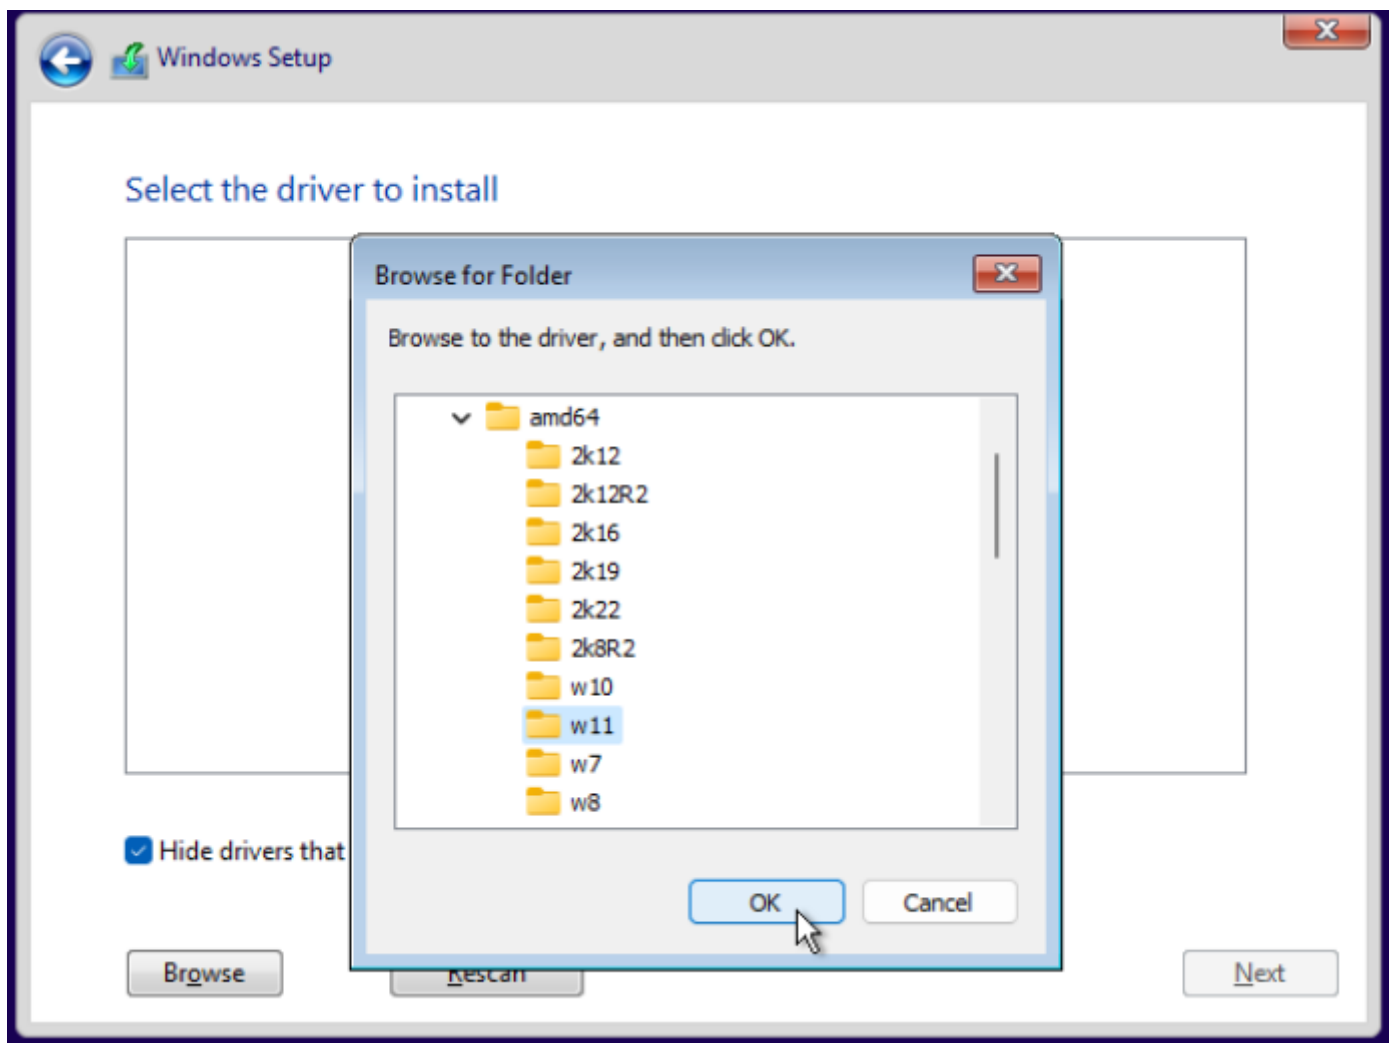 Windows Setup
Select the driver to install
Browse for Folder
Browse to the driver, and then click OK.
amd64
2k12
2k12R2
2k16
2k19
2k22
2k8R2
w10
w11
w7
w8
Hide drivers that
OK
Cancel
Browse
Rescan
Next